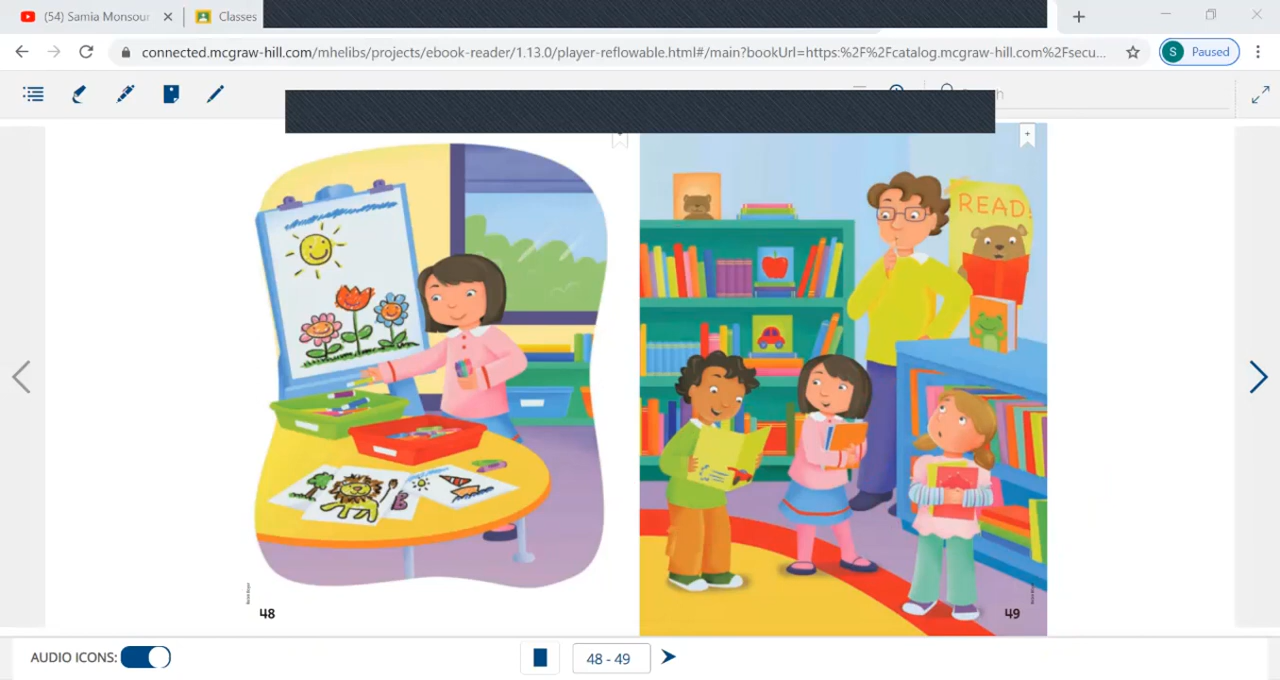 (54) Samia Monsour
Classes
connected.mcgraw-hill.com/mhelibs/projects/ebook-reader/1.13.0/player-reflowable.html#/main?bookUrl=https:%2F%2Fcatalog.mcgraw-hill.com%2Fsecu...
S Paused
READ
B
48
49
AUDIO ICONS:
48 - 49